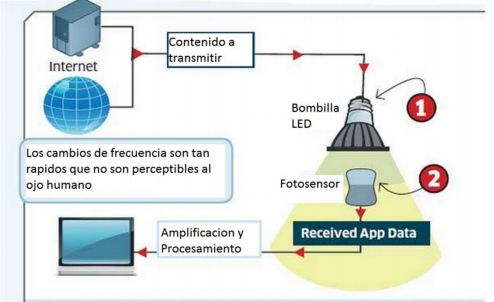 Contenido a
transmitir
Internet
Bombilla
LED
1
Los cambios de frecuencia son tan
rapidos que no son perceptibles al
ojo humano
Fotosensor
2
Amplificacion y
Procesamiento
Received App Data